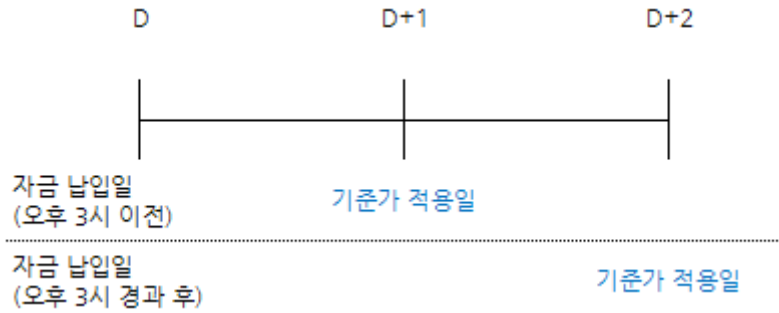 D D+1 D+2
자금 납입일
(오후 3시 이전)
기준가 적용일
자금 납입일
(오후 3시 경과 후)
기준가 적용일